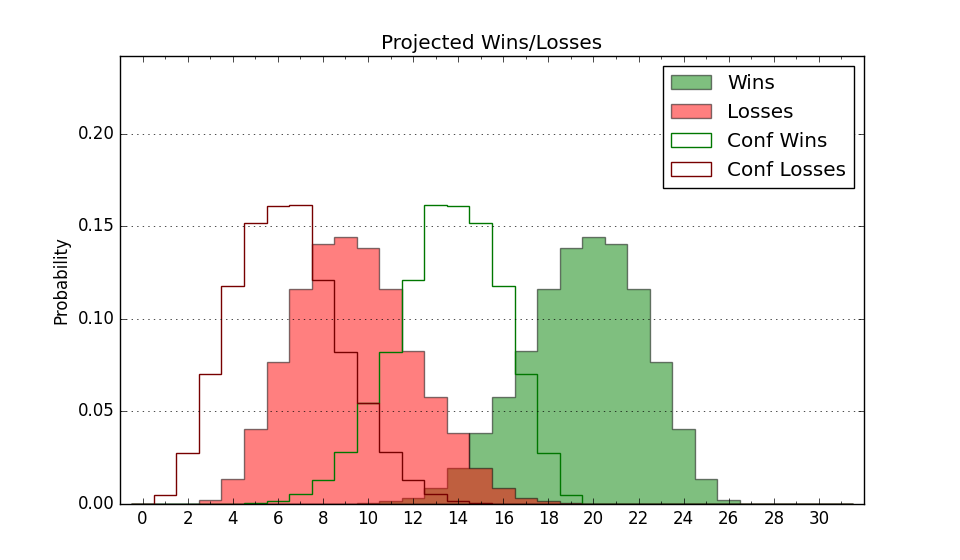 Projected Wins/Losses
Wins
Losses
Conf Wins
Conf Losses
Probability
0.20
0.15
0.10
0.05
0.00
0 2 4 6 8 10 12 14 16 18 20 22 24 26 28 30